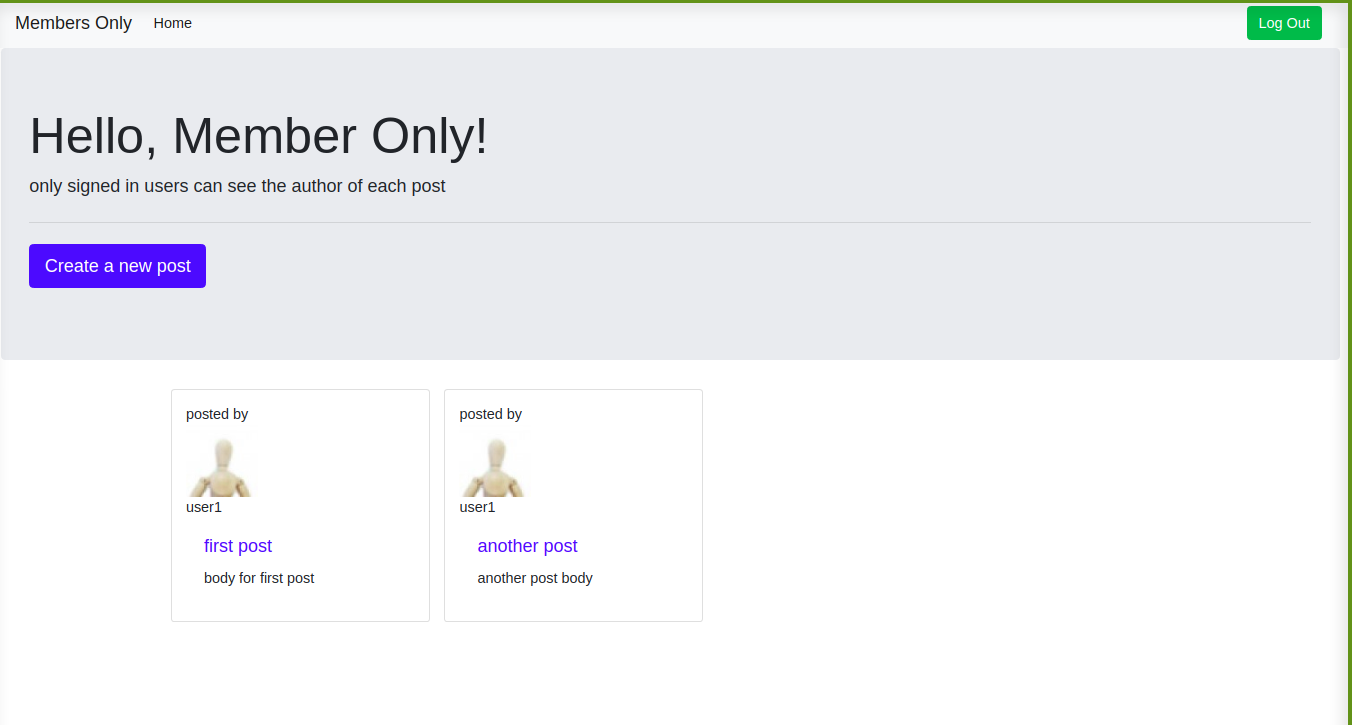 Members Only Home Log Out
Hello, Member Only!
only signed in users can see the author of each post
Create a new post
posted by
user1
first post
body for first post
posted by
user1
another post
another post body